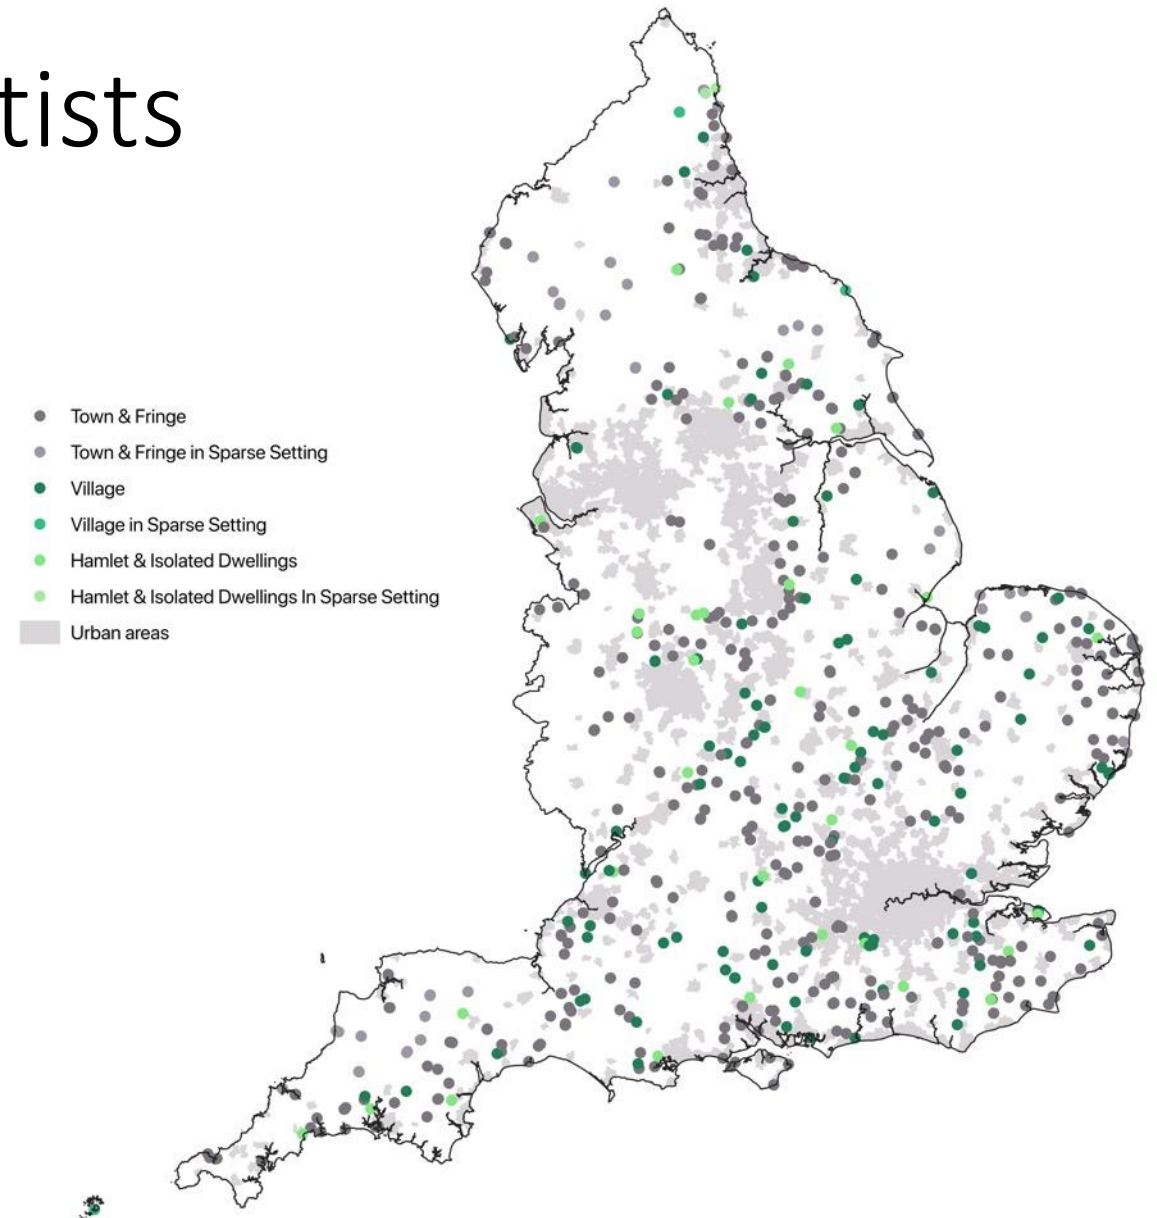 tists
Town & Fringe
Town & Fringe in Sparse Setting
Village
Village in Sparse Setting
Hamlet & Isolated Dwellings
Hamlet & Isolated Dwellings In Sparse Setting
Urban areas